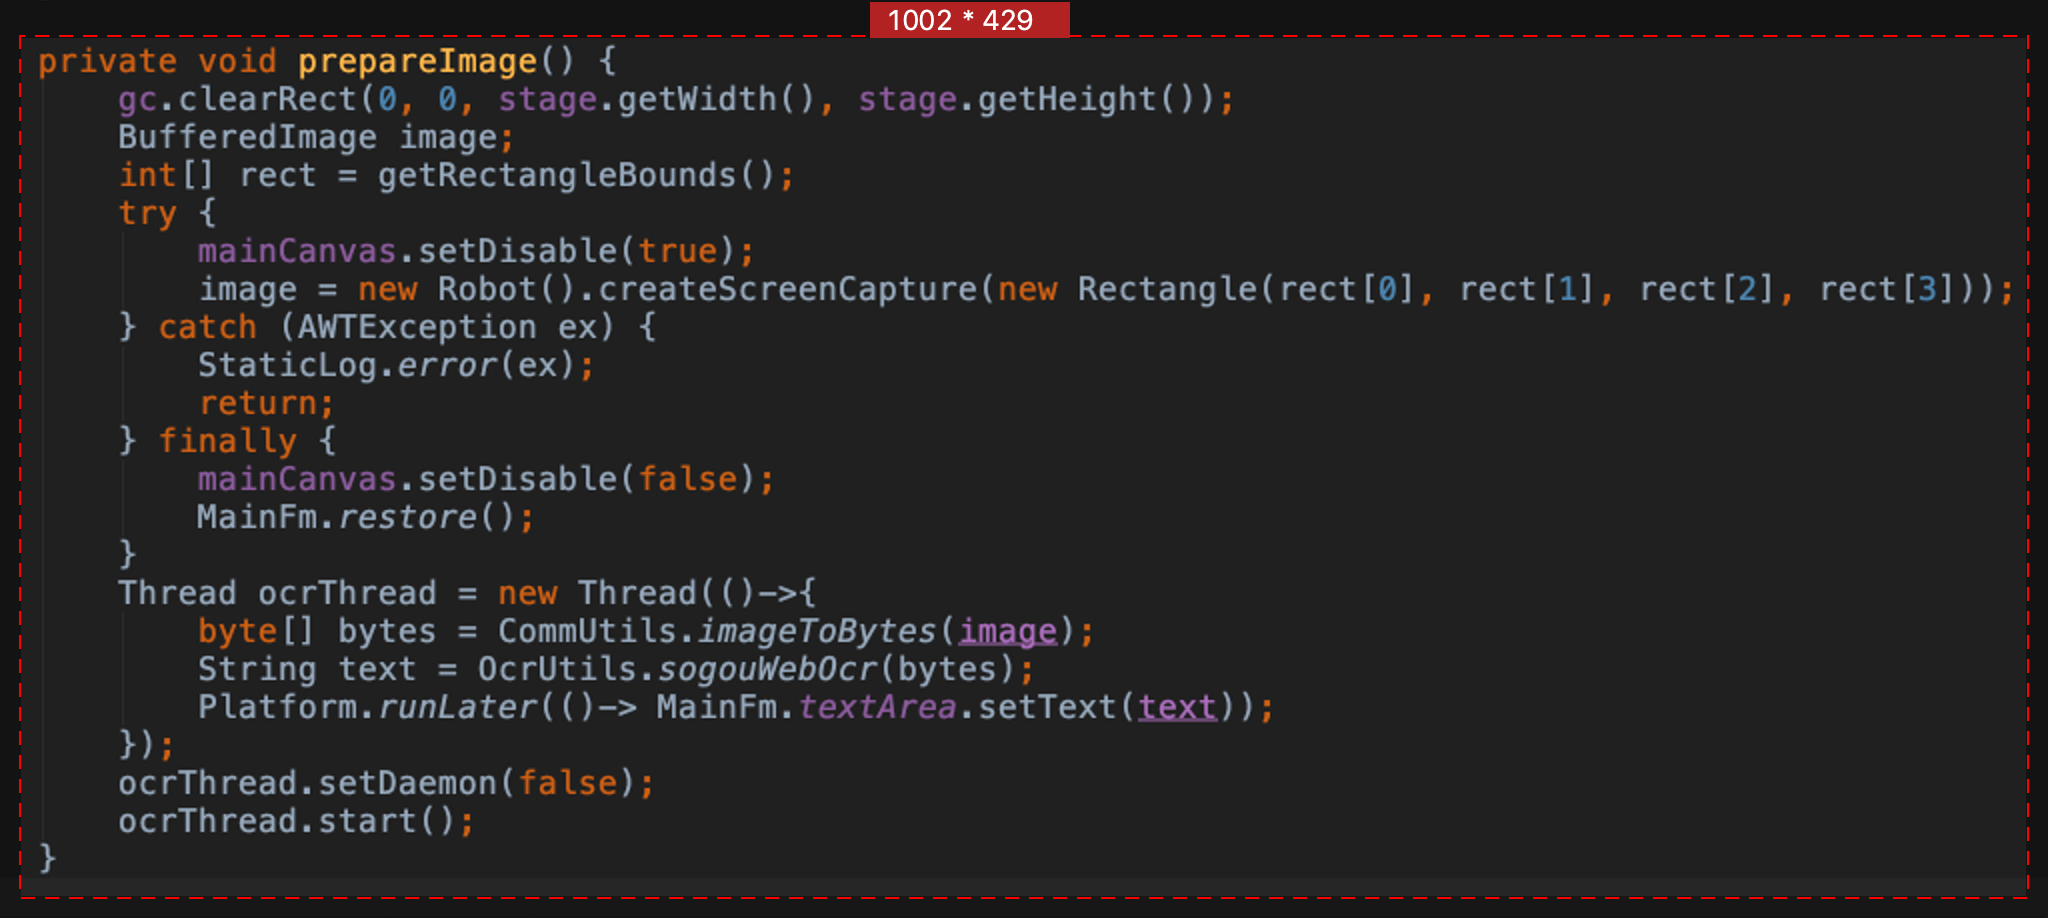 1002 * 429
private void prepareImage() {
    gc.clearRect(0, 0, stage.getWidth(), stage.getHeight());
    BufferedImage image;
    int[] rect = getRectangleBounds();
    try {
        mainCanvas.setDisable(true);
        image = new Robot().createScreenCapture(new Rectangle(rect[0], rect[1], rect[2], rect[3]));
    } catch (AWTException ex) {
        StaticLog.error(ex);
        return;
    } finally {
        mainCanvas.setDisable(false);
        MainFm.restore();
    }
    Thread ocrThread = new Thread(()->{
        byte[] bytes = CommUtils.imageToBytes(image);
        String text = OcrUtils.sogouWebOcr(bytes);
        Platform.runLater(()-> MainFm.textArea.setText(text));
    });
    ocrThread.setDaemon(false);
    ocrThread.start();
}